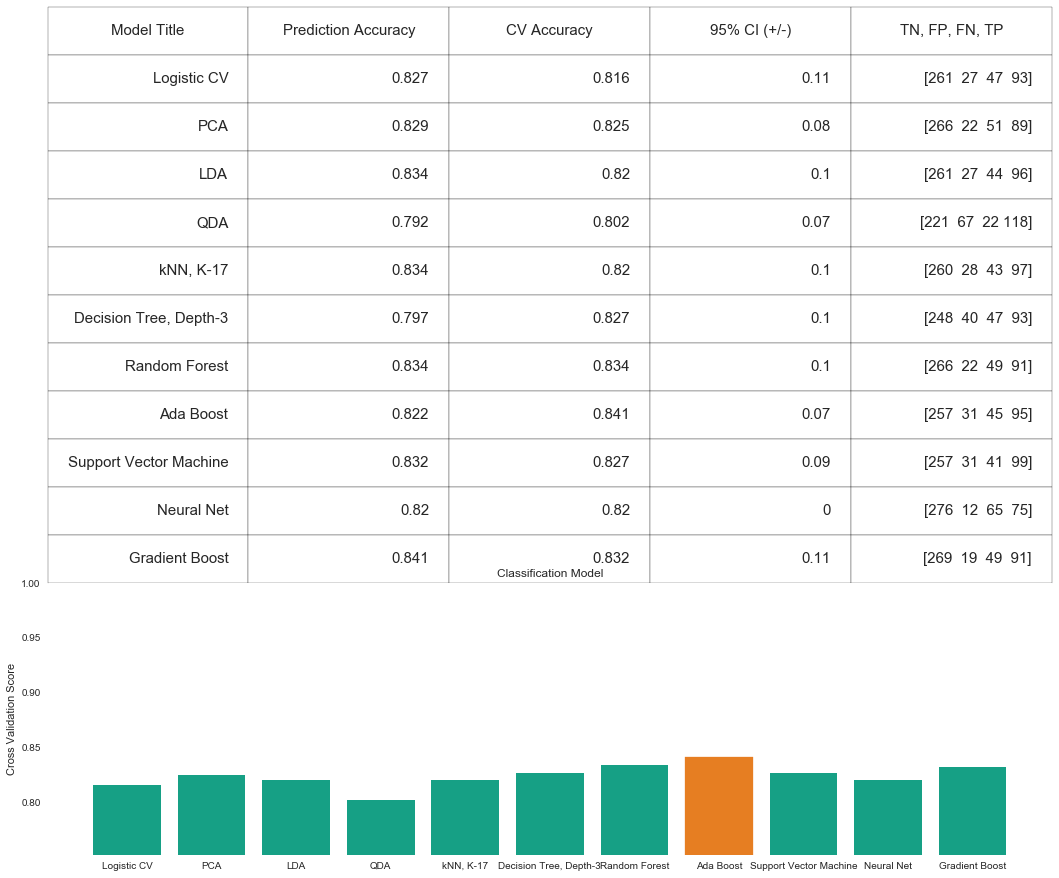 Model Title Prediction Accuracy CV Accuracy 95% CI (+/-) TN, FP, FN, TP
Logistic CV 0.827 0.816 0.11 [261 27 47 93]
PCA 0.829 0.825 0.08 [266 22 51 89]
LDA 0.834 0.82 0.1 [261 27 44 96]
QDA 0.792 0.802 0.07 [221 67 22 118]
kNN, K-17 0.834 0.82 0.1 [260 28 43 97]
Decision Tree, Depth-3 0.797 0.827 0.1 [248 40 47 93]
Random Forest 0.834 0.834 0.1 [266 22 49 91]
Ada Boost 0.822 0.841 0.07 [257 31 45 95]
Support Vector Machine 0.832 0.827 0.09 [257 31 41 99]
Neural Net 0.82 0.82 0 [276 12 65 75]
Gradient Boost 0.841 0.832 0.11 [269 19 49 91]
Classification Model
1.00
0.95
0.90
0.85
0.80
Cross Validation Score
Logistic CV PCA LDA QDA kNN, K-17 Decision Tree, Depth-3 Random Forest Ada Boost Support Vector Machine Neural Net Gradient Boost